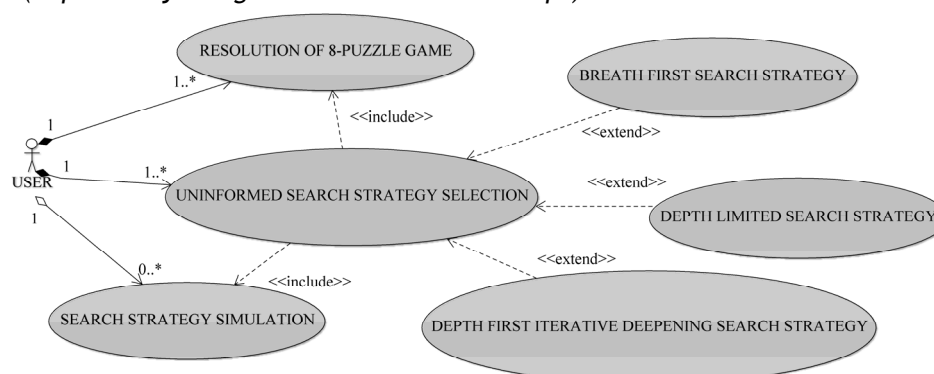 RESOLUTION OF 8-PUZZLE GAME
BREATH FIRST SEARCH STRATEGY
1..*
<<include>>
<<extend>>
1
USER
1
1..*
UNINFORMED SEARCH STRATEGY SELECTION
<<extend>>
DEPTH LIMITED SEARCH STRATEGY
1
<<extend>>
0..*
<<include>>
SEARCH STRATEGY SIMULATION
DEPTH FIRST ITERATIVE DEEPENING SEARCH STRATEGY